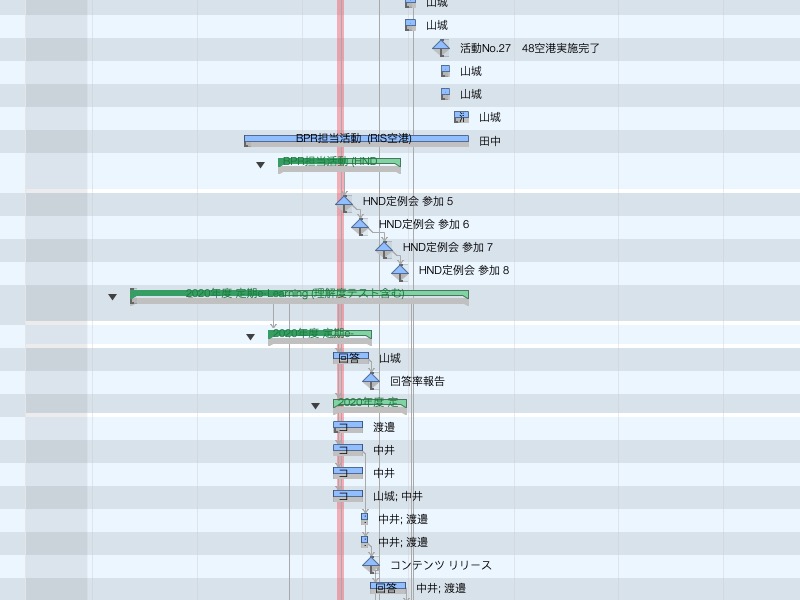 山城
山城
活動No.27　48空港実施完了
山城
山城
山城
BPR担当活動 (RIS空港) 田中
BPR担当活動 (HND
HND定例会 参加 5
HND定例会 参加 6
HND定例会 参加 7
HND定例会 参加 8
2020年度 定期e-Learning (理解度テスト含む)
2020年度 定期e-
回答 山城
回答率報告
2020年度 定
コ 渡邉
コ 中井
コ 中井
コ 山城; 中井
中井; 渡邉
中井; 渡邉
コンテンツ リリース
回答 中井; 渡邉